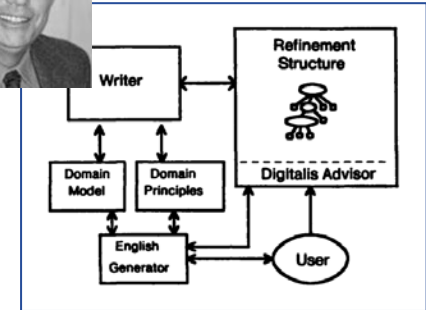 Refinement
Structure
Writer
Digitalis Advisor
Domain
Model
Domain
Principles
English
Generator
User